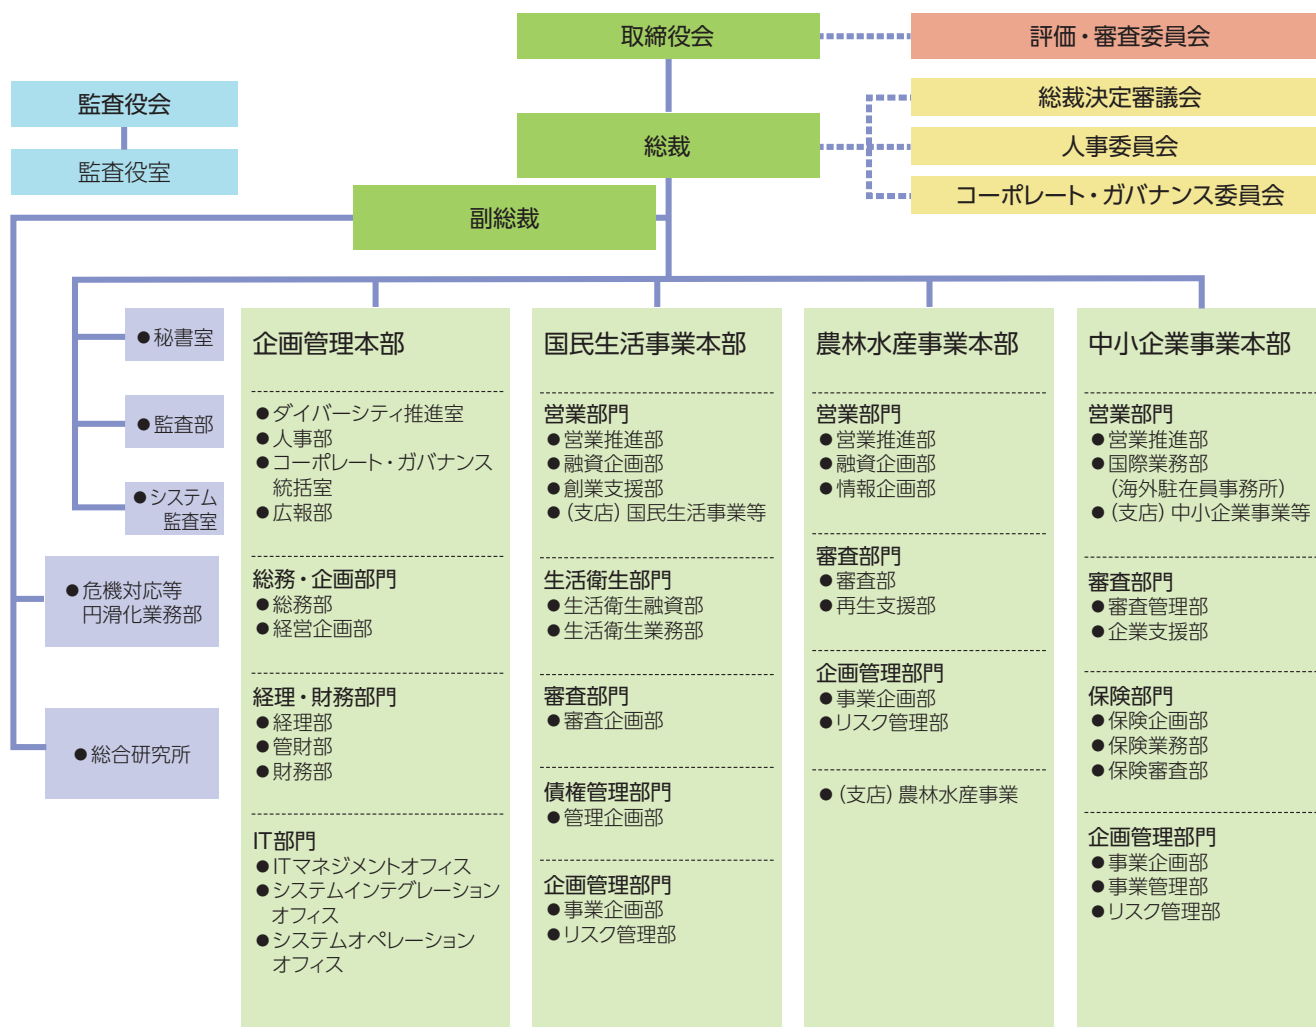 取締役会
評価・審査委員会
監査役会
監査役室
総裁
総裁決定審議会
人事委員会
コーポレート・ガバナンス委員会
副総裁
●秘書室
●監査部
●システム
監査室
●危機対応等
円滑化業務部
●総合研究所
企画管理本部
●ダイバーシティ推進室
●人事部
●コーポレート・ガバナンス
統括室
●広報部
総務・企画部門
●総務部
●経営企画部
経理・財務部門
●経理部
●管財部
●財務部
IT部門
●ITマネジメントオフィス
●システムインテグレーション
オフィス
●システムオペレーション
オフィス
国民生活事業本部
営業部門
●営業推進部
●融資企画部
●創業支援部
●(支店)国民生活事業等
生活衛生部門
●生活衛生融資部
●生活衛生業務部
審査部門
●審査企画部
債権管理部門
●管理企画部
企画管理部門
●事業企画部
●リスク管理部
農林水産事業本部
営業部門
●営業推進部
●融資企画部
●情報企画部
審査部門
●審査部
●再生支援部
企画管理部門
●事業企画部
●リスク管理部
●(支店)農林水産事業
中小企業事業本部
営業部門
●営業推進部
●国際業務部
(海外駐在員事務所)
●(支店)中小企業事業等
審査部門
●審査管理部
●企業支援部
保険部門
●保険企画部
●保険業務部
●保険審査部
企画管理部門
●事業企画部
●事業管理部
●リスク管理部